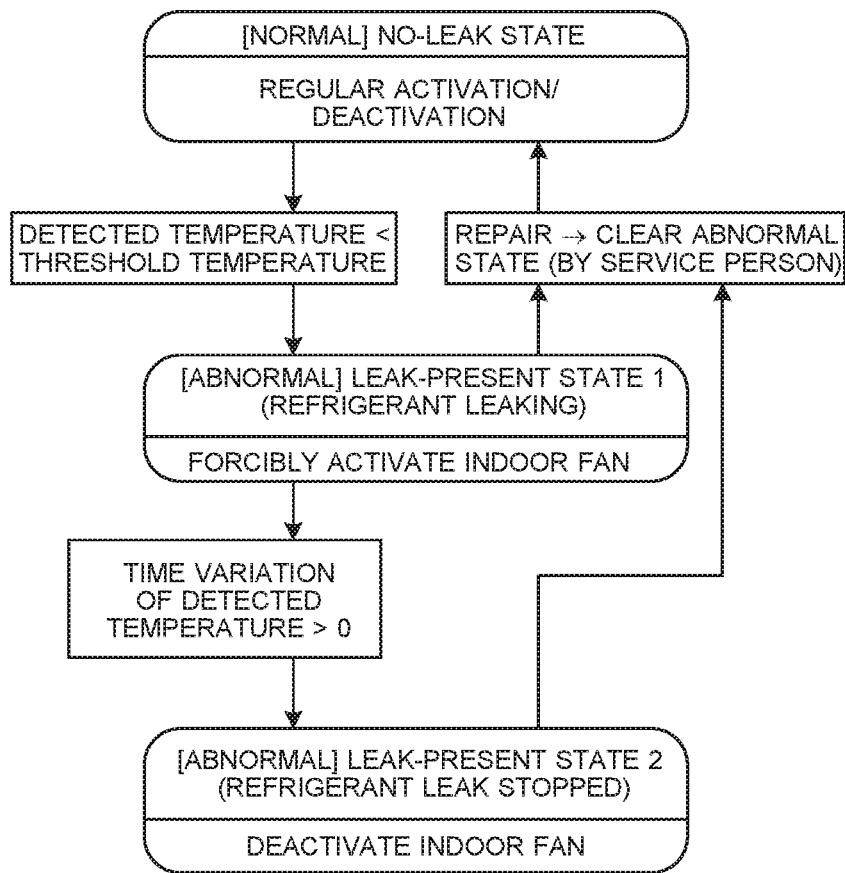 [NORMAL] NO-LEAK STATE
REGULAR ACTIVATION/
DEACTIVATION
DETECTED TEMPERATURE <
THRESHOLD TEMPERATURE
REPAIR → CLEAR ABNORMAL
STATE (BY SERVICE PERSON)
[ABNORMAL] LEAK-PRESENT STATE 1
(REFRIGERANT LEAKING)
FORCIBLY ACTIVATE INDOOR FAN
TIME VARIATION
OF DETECTED
TEMPERATURE > 0
[ABNORMAL] LEAK-PRESENT STATE 2
(REFRIGERANT LEAK STOPPED)
DEACTIVATE INDOOR FAN